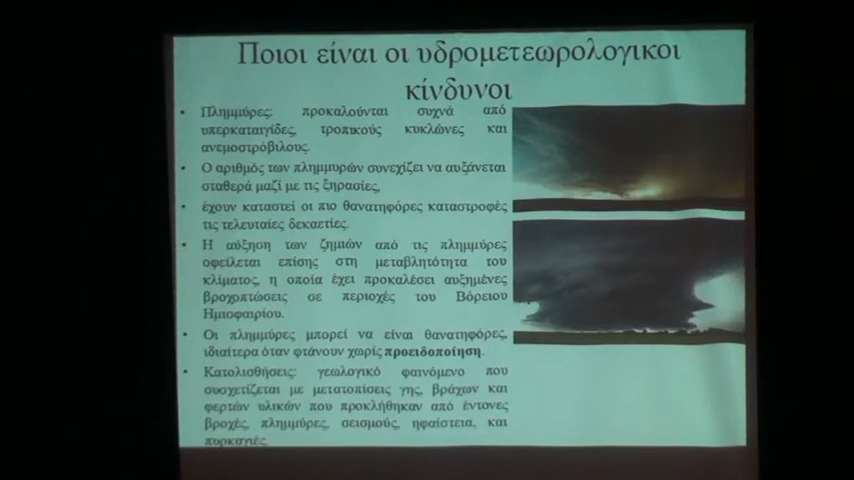 Ποιοι είναι οι υδρομετεωρολογικοι
κίνδυνοι
• Πλημμύρες: προκαλούνται συχνά από
υπερκαταιγίδες, τροπικούς κυκλώνες και
ανεμοστρόβιλους.
• Ο αριθμός των πλημμυρών συνεχίζει να αυξάνεται
σταθερά μαζί με τις ξηρασίες,
• έχουν καταστεί οι πιο θανατηφόρες καταστροφές
τις τελευταίες δεκαετίες.
• Η αύξηση των ζημιών από τις πλημμύρες
οφείλεται επίσης στη μεταβλητότητα του
κλίματος, η οποία έχει προκαλέσει αυξημένες
βροχοπτώσεις σε περιοχές του Βόρειου
Ημισφαιρίου.
• Οι πλημμύρες μπορεί να είναι θανατηφόρες,
ιδιαίτερα όταν φτάνουν χωρίς προειδοποίηση.
• Κατολισθήσεις: γεωλογικό φαινόμενο που
συσχετίζεται με μετατοπίσεις γης, βράχων και
φερτών υλικών που προκλήθηκαν από έντονες
βροχές, πλημμύρες, σεισμούς, ηφαίστεια, και
πυρκαγιές.